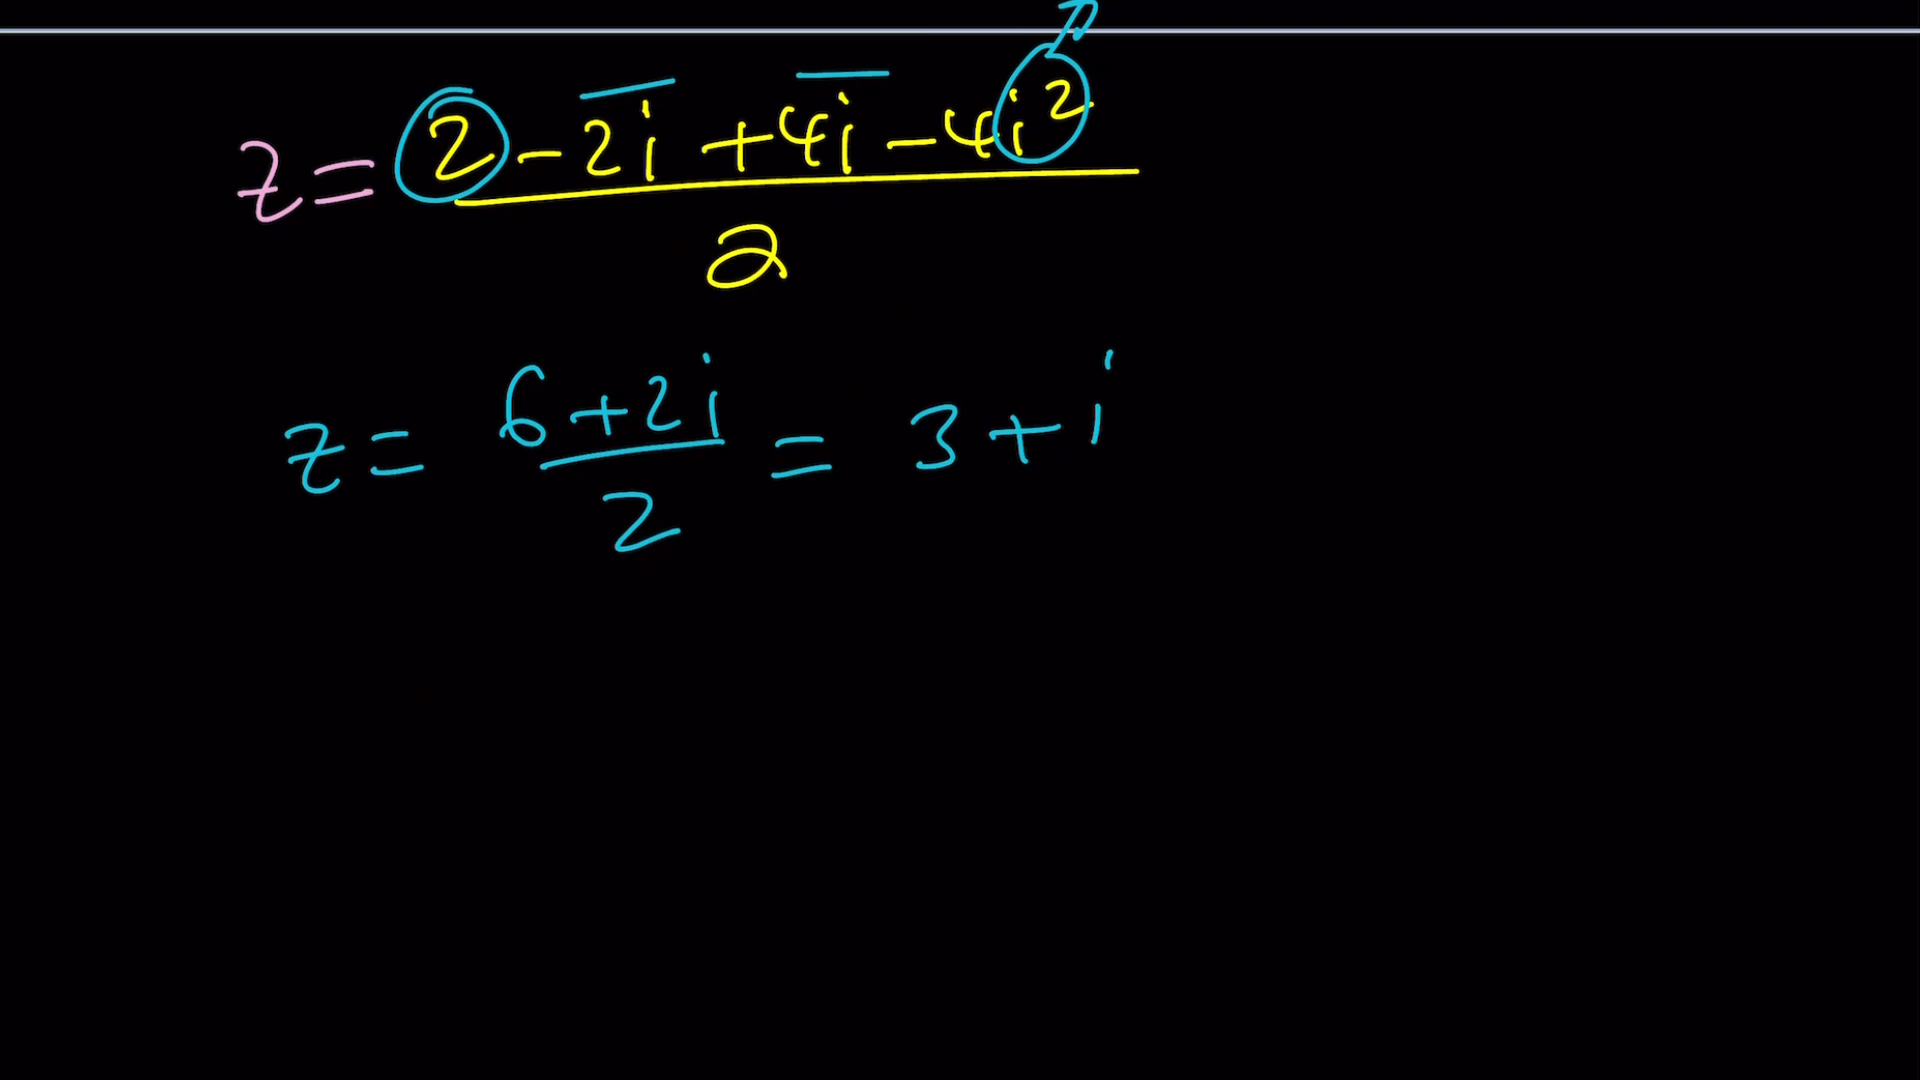 z = (2 - 2i + 4i - 4i²) / 2
z = (6 + 2i) / 2 = 3 + i